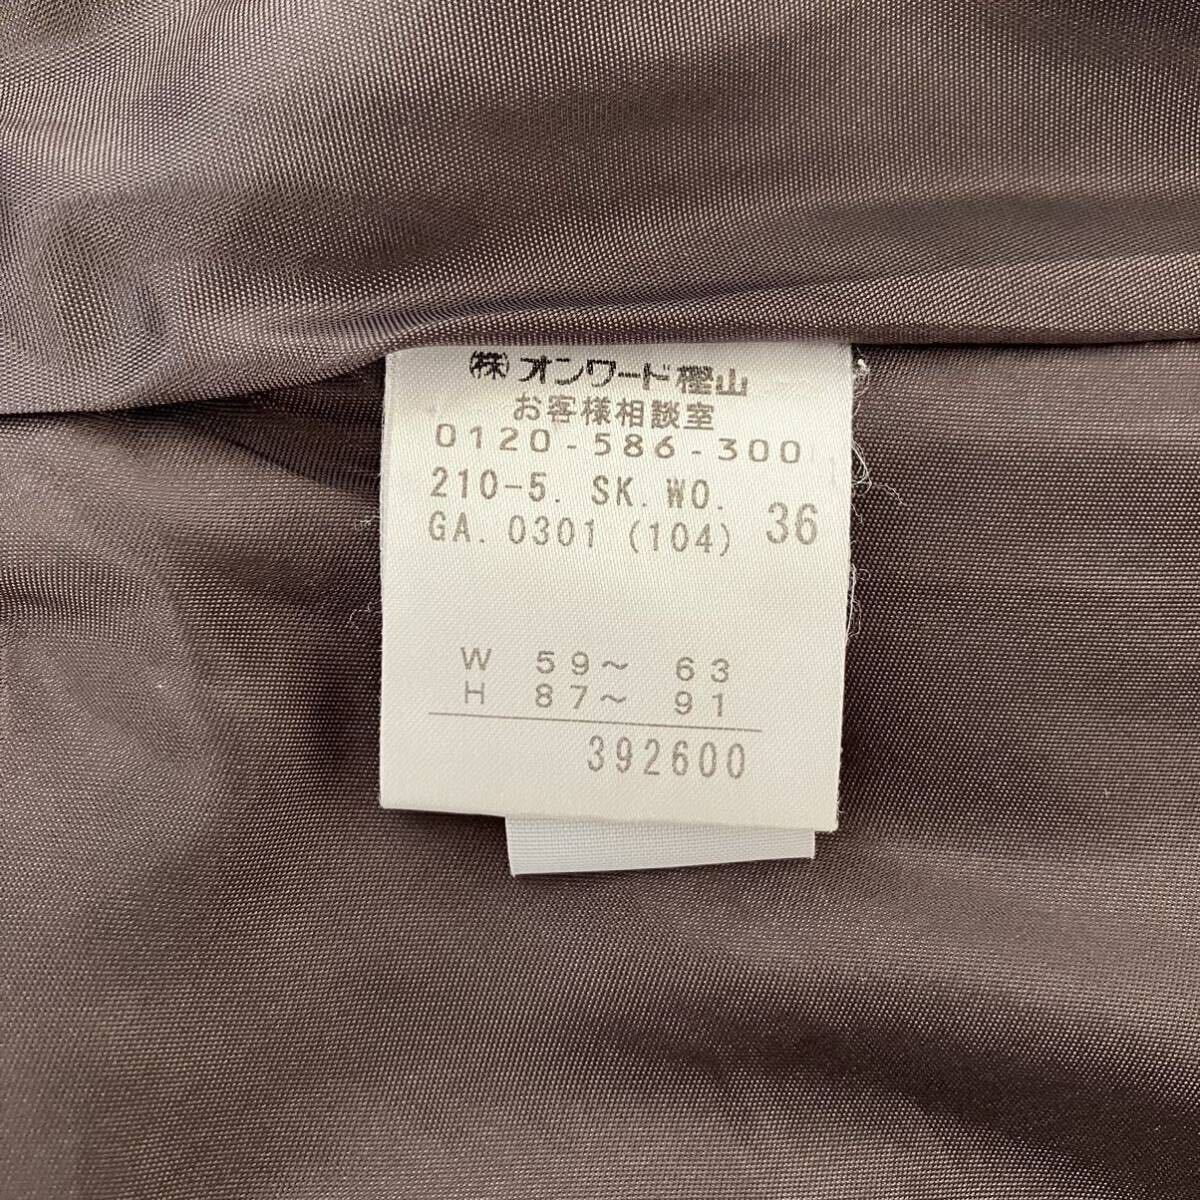 ㈱オンワード樫山
お客様相談室
0120-586-300
210-5. SK.WO.
GA.0301 (104) 36
W 59～ 63
H 87～ 91
392600